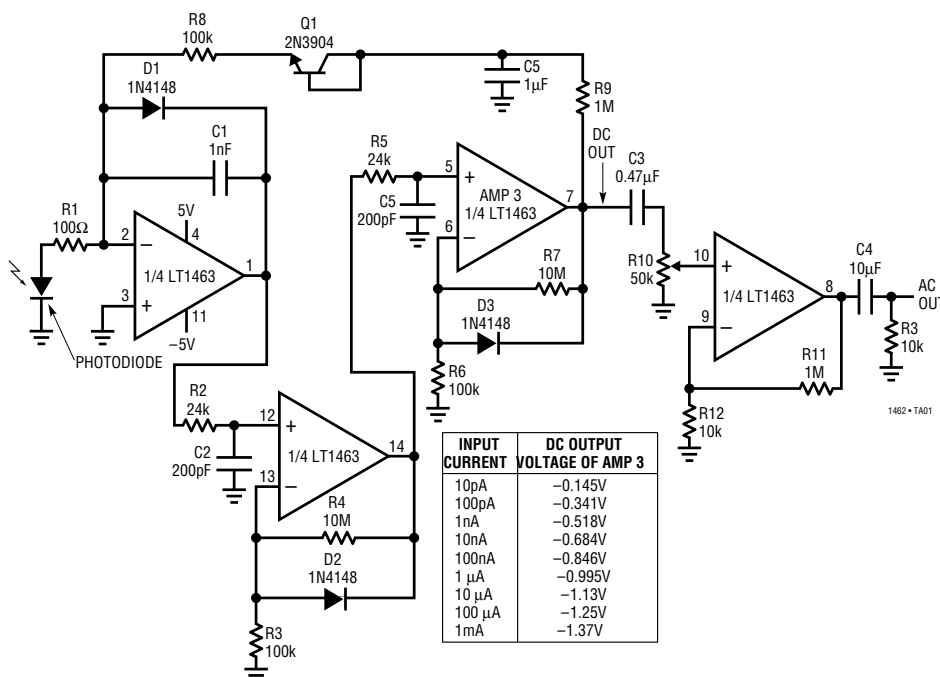 R8
100k
Q1
2N3904
D1
1N4148
C5
1µF
R9
1M
C1
1nF
R5
24k
DC
OUT
C3
0.47µF
5
+
AMP 3
1/4 LT1463
7
6
–
C5
200pF
R1
100Ω
2
–
5V
4
1/4 LT1463
1
3
+
11
–5V
PHOTODIODE
R7
10M
D3
1N4148
R6
100k
R10
50k
10
+
1/4 LT1463
8
9
–
C4
10µF
AC
OUT
R3
10k
R11
1M
R12
10k
1462 • TA01
R2
24k
12
+
1/4 LT1463
14
13
–
C2
200pF
R4
10M
D2
1N4148
R3
100k
INPUT CURRENT DC OUTPUT VOLTAGE OF AMP 3
10pA –0.145V
100pA –0.341V
1nA –0.518V
10nA –0.684V
100nA –0.846V
1 µA –0.995V
10 µA –1.13V
100 µA –1.25V
1mA –1.37V